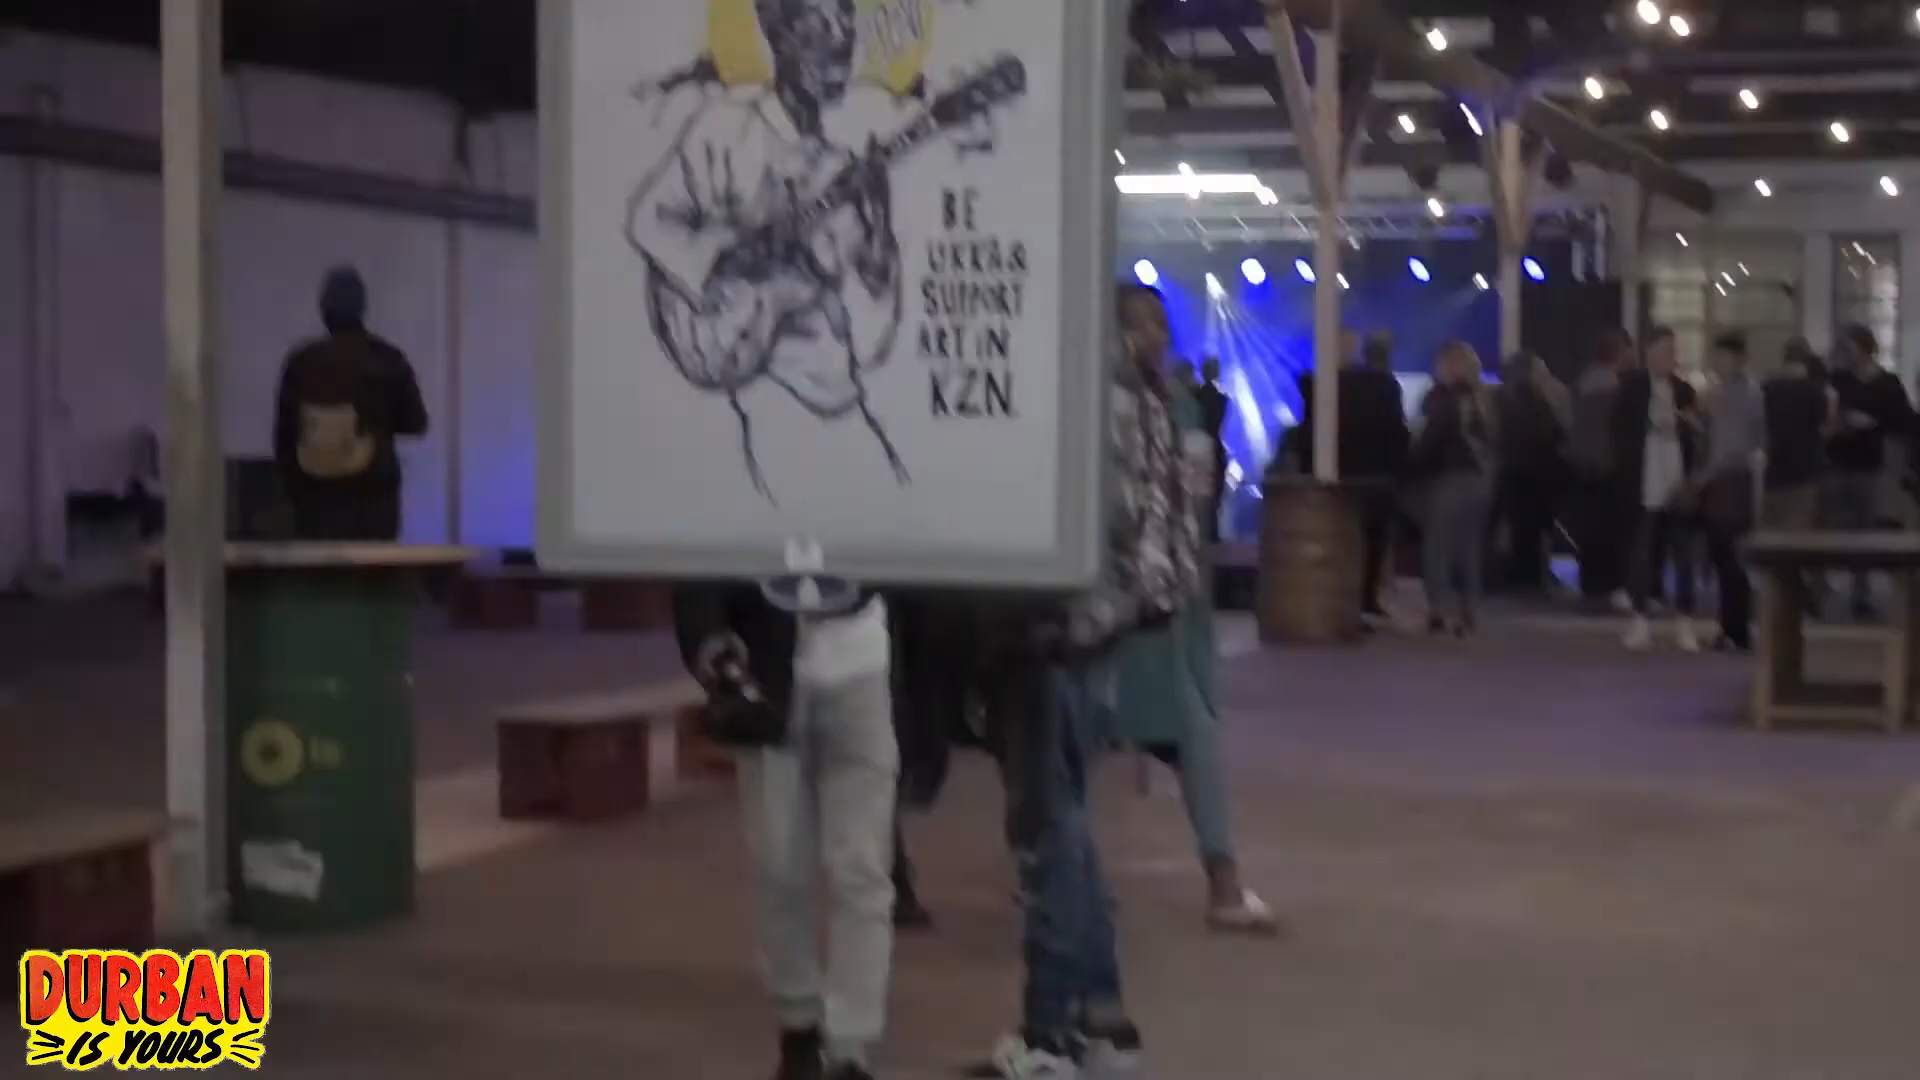 BE
UKKA&
SUPPORT
ART IN
KZN
DURBAN
IS YOURS